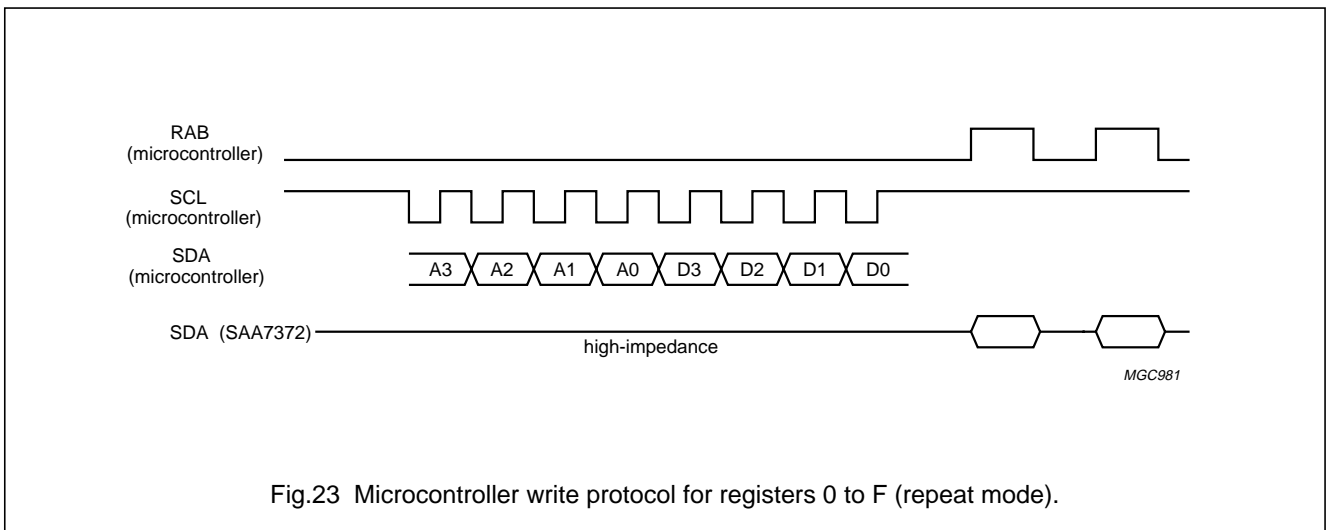 RAB
(microcontroller)
SCL
(microcontroller)
SDA
(microcontroller)
A3 A2 A1 A0 D3 D2 D1 D0
SDA (SAA7372)
high-impedance
MGC981
Fig.23 Microcontroller write protocol for registers 0 to F (repeat mode).